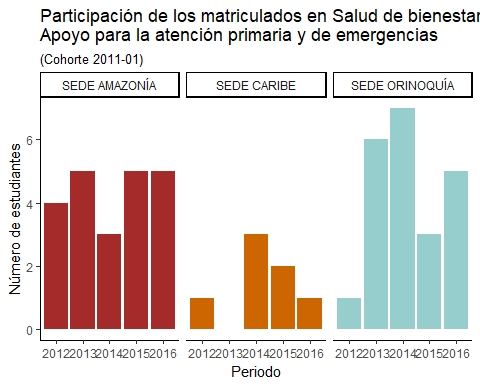 Participación de los matriculados en Salud de bienestar
Apoyo para la atención primaria y de emergencias
(Cohorte 2011-01)
SEDE AMAZONÍA SEDE CARIBE SEDE ORINOQUÍA
Número de estudiantes
6
4
2
0
2012 2013 2014 2015 2016 2012 2013 2014 2015 2016 2012 2013 2014 2015 2016
Periodo